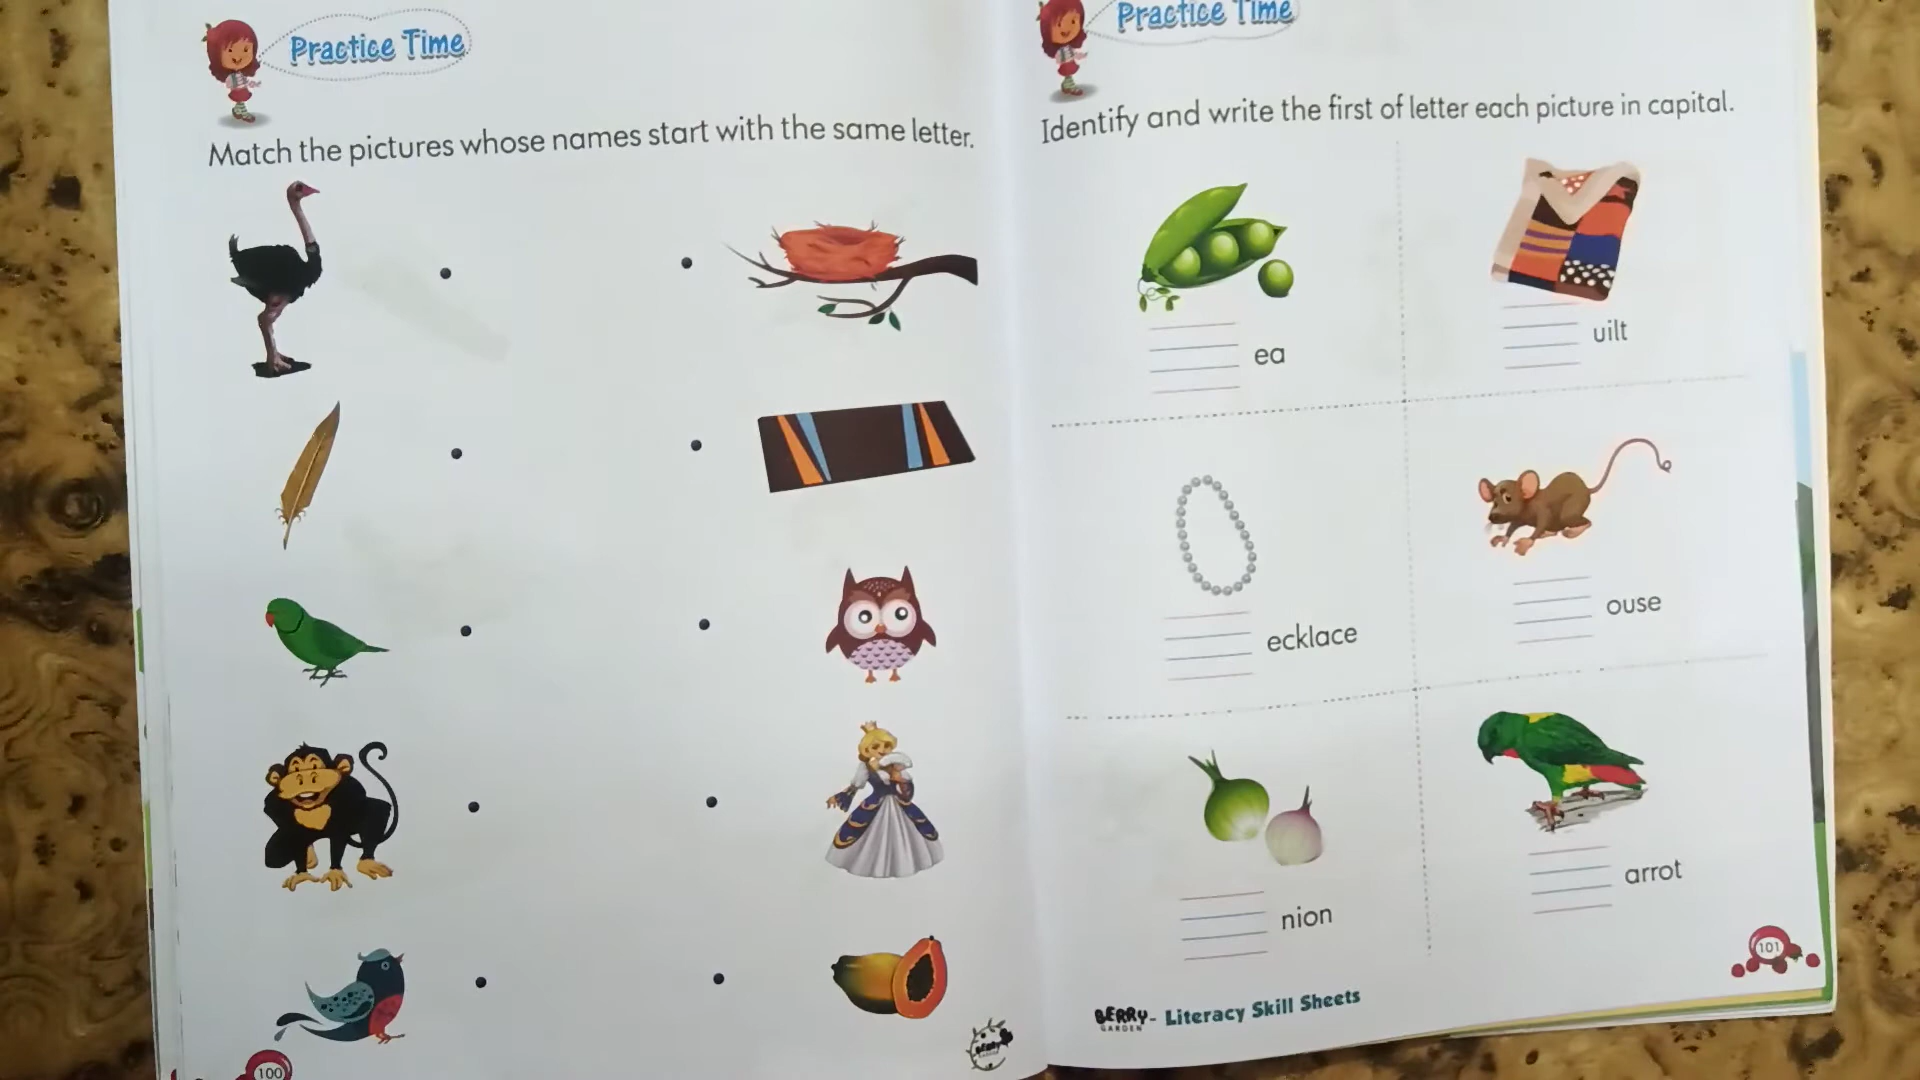 Practice Time
Match the pictures whose names start with the same letter.
100
BERRY
GARDEN
Practice Time
Identify and write the first of letter each picture in capital.
ea
uilt
ecklace
ouse
nion
arrot
101
BERRY - Literacy Skill Sheets
GARDEN